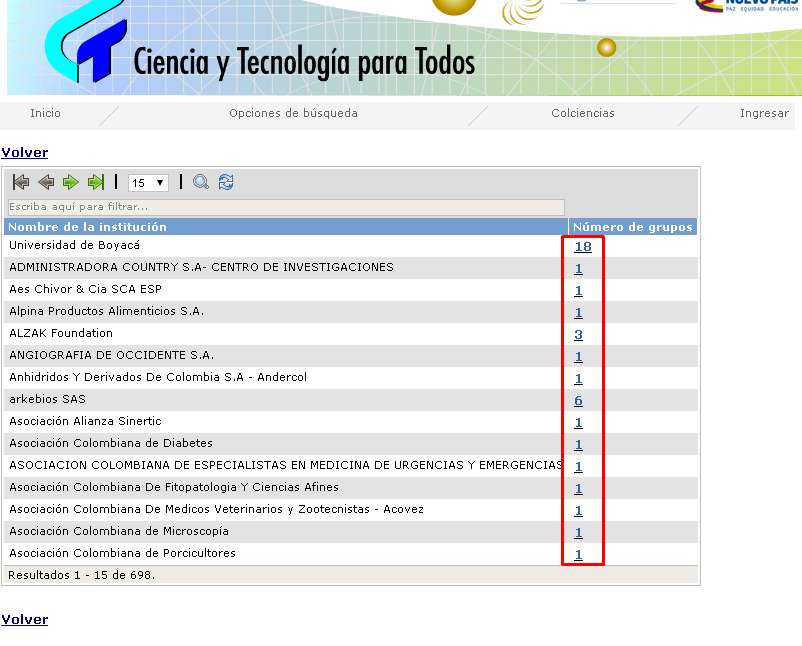 NUEVO PAÍS
PAZ EQUIDAD EDUCACIÓN
Ciencia y Tecnología para Todos
Inicio Opciones de búsqueda Colciencias Ingresar
Volver
15
Escriba aquí para filtrar...
Nombre de la institución Número de grupos
Universidad de Boyacá 18
ADMINISTRADORA COUNTRY S.A- CENTRO DE INVESTIGACIONES 1
Aes Chivor & Cia SCA ESP 1
Alpina Productos Alimenticios S.A. 1
ALZAK Foundation 3
ANGIOGRAFIA DE OCCIDENTE S.A. 1
Anhidridos Y Derivados De Colombia S.A - Andercol 1
arkebios SAS 6
Asociación Alianza Sinertic 1
Asociación Colombiana de Diabetes 1
ASOCIACION COLOMBIANA DE ESPECIALISTAS EN MEDICINA DE URGENCIAS Y EMERGENCIAS 1
Asociación Colombiana De Fitopatologia Y Ciencias Afines 1
Asociación Colombiana De Medicos Veterinarios y Zootecnistas - Acovez 1
Asociación Colombiana de Microscopía 1
Asociación Colombiana de Porcicultores 1
Resultados 1 - 15 de 698.
Volver